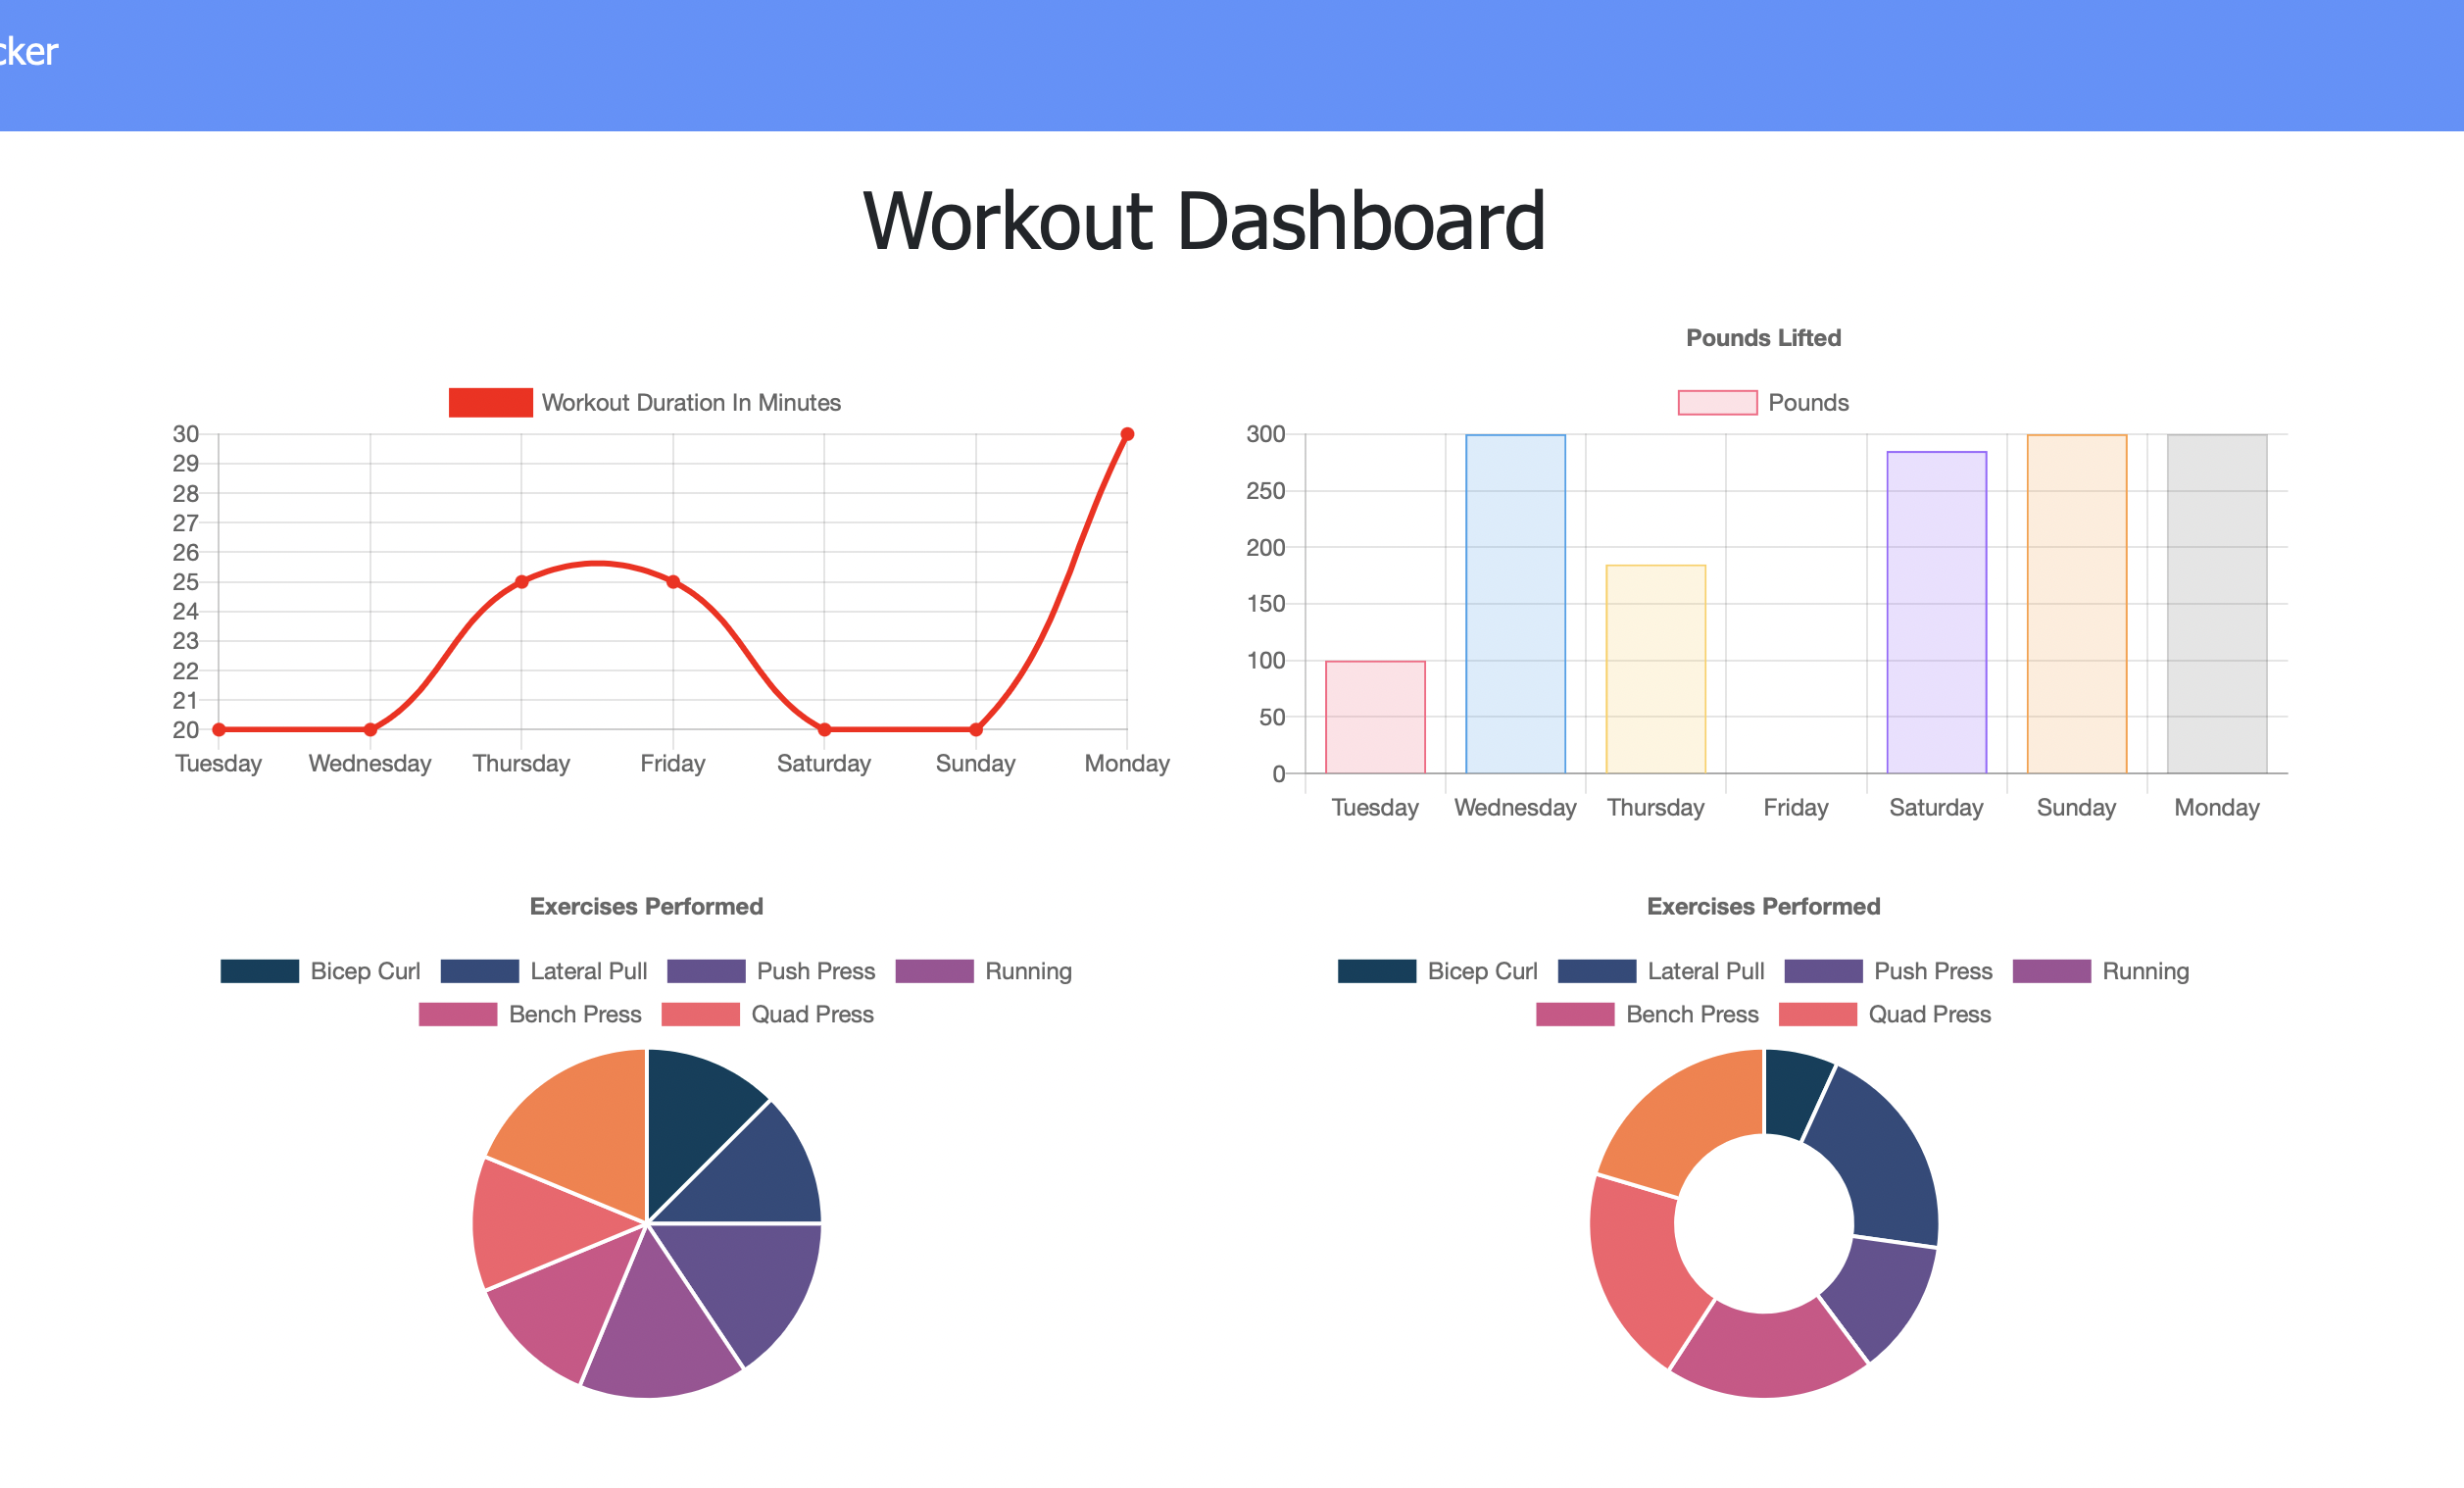 cker
Workout Dashboard
Workout Duration In Minutes
30
29
28
27
26
25
24
23
22
21
20
Tuesday Wednesday Thursday Friday Saturday Sunday Monday
Pounds Lifted
Pounds
300
250
200
150
100
50
0
Tuesday Wednesday Thursday Friday Saturday Sunday Monday
Exercises Performed
Bicep Curl Lateral Pull Push Press Running
Bench Press Quad Press
Exercises Performed
Bicep Curl Lateral Pull Push Press Running
Bench Press Quad Press